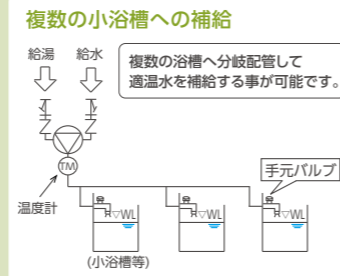 複数の小浴槽への補給
給湯
給水
複数の浴槽へ分岐配管して
適温水を補給する事が可能です。
TM
温度計
手元バルブ
WL
WL
WL
(小浴槽等)